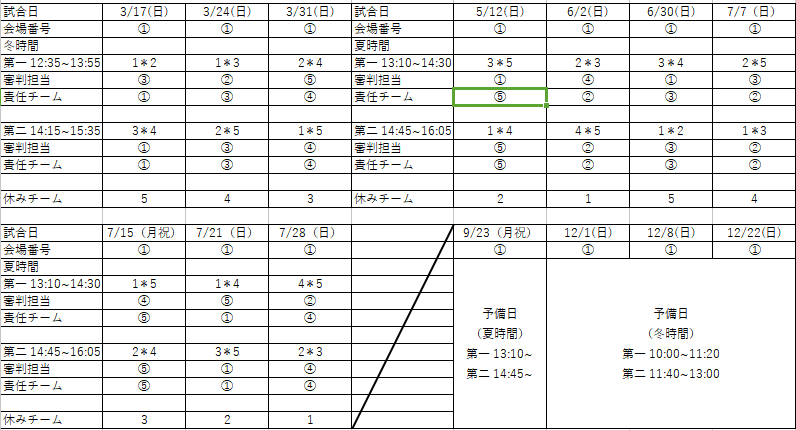 試合日 3/17(日) 3/24(日) 3/31(日) 試合日 5/12(日) 6/2(日) 6/30(日) 7/7（日）
会場番号 ① ① ① 会場番号 ① ① ① ①
冬時間 夏時間
第一 12:35~13:55 1＊2 1＊3 2＊4 第一 13:10~14:30 3＊5 2＊3 3＊4 2＊5
審判担当 ③ ② ⑤ 審判担当 ① ④ ① ③
責任チーム ① ③ ④ 責任チーム ⑤ ② ③ ②
第二 14:15~15:35 3＊4 2＊5 1＊5 第二 14:45~16:05 1＊4 4＊5 1＊2 1＊3
審判担当 ① ③ ④ 審判担当 ⑤ ② ③ ②
責任チーム ① ③ ④ 責任チーム ⑤ ② ③ ②
休みチーム 5 4 3 休みチーム 2 1 5 4
試合日 7/15（月祝） 7/21（日） 7/28（日） 9/23（月祝） 12/1(日) 12/8(日) 12/22(日)
会場番号 ① ① ① ① ① ① ①
夏時間
第一 13:10~14:30 1＊5 1＊4 4＊5
審判担当 ④ ⑤ ②
責任チーム ⑤ ① ④
第二 14:45~16:05 2＊4 3＊5 2＊3
審判担当 ⑤ ① ④
責任チーム ⑤ ① ④
休みチーム 3 2 1
予備日
（夏時間）
第一 13:10~
第二 14:45~
予備日
（冬時間）
第一 10:00~11:20
第二 11:40~13:00